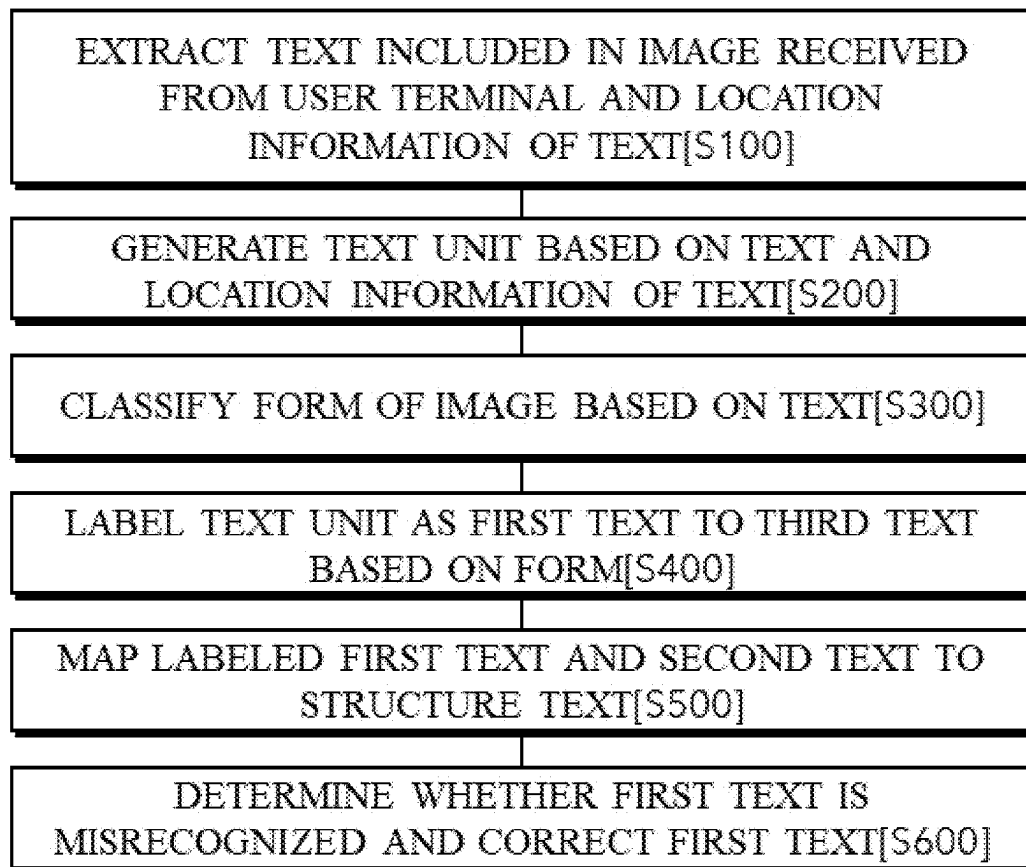 EXTRACT TEXT INCLUDED IN IMAGE RECEIVED
FROM USER TERMINAL AND LOCATION
INFORMATION OF TEXT[S100]
GENERATE TEXT UNIT BASED ON TEXT AND
LOCATION INFORMATION OF TEXT[S200]
CLASSIFY FORM OF IMAGE BASED ON TEXT[S300]
LABEL TEXT UNIT AS FIRST TEXT TO THIRD TEXT
BASED ON FORM[S400]
MAP LABELED FIRST TEXT AND SECOND TEXT TO
STRUCTURE TEXT[S500]
DETERMINE WHETHER FIRST TEXT IS
MISRECOGNIZED AND CORRECT FIRST TEXT[S600]